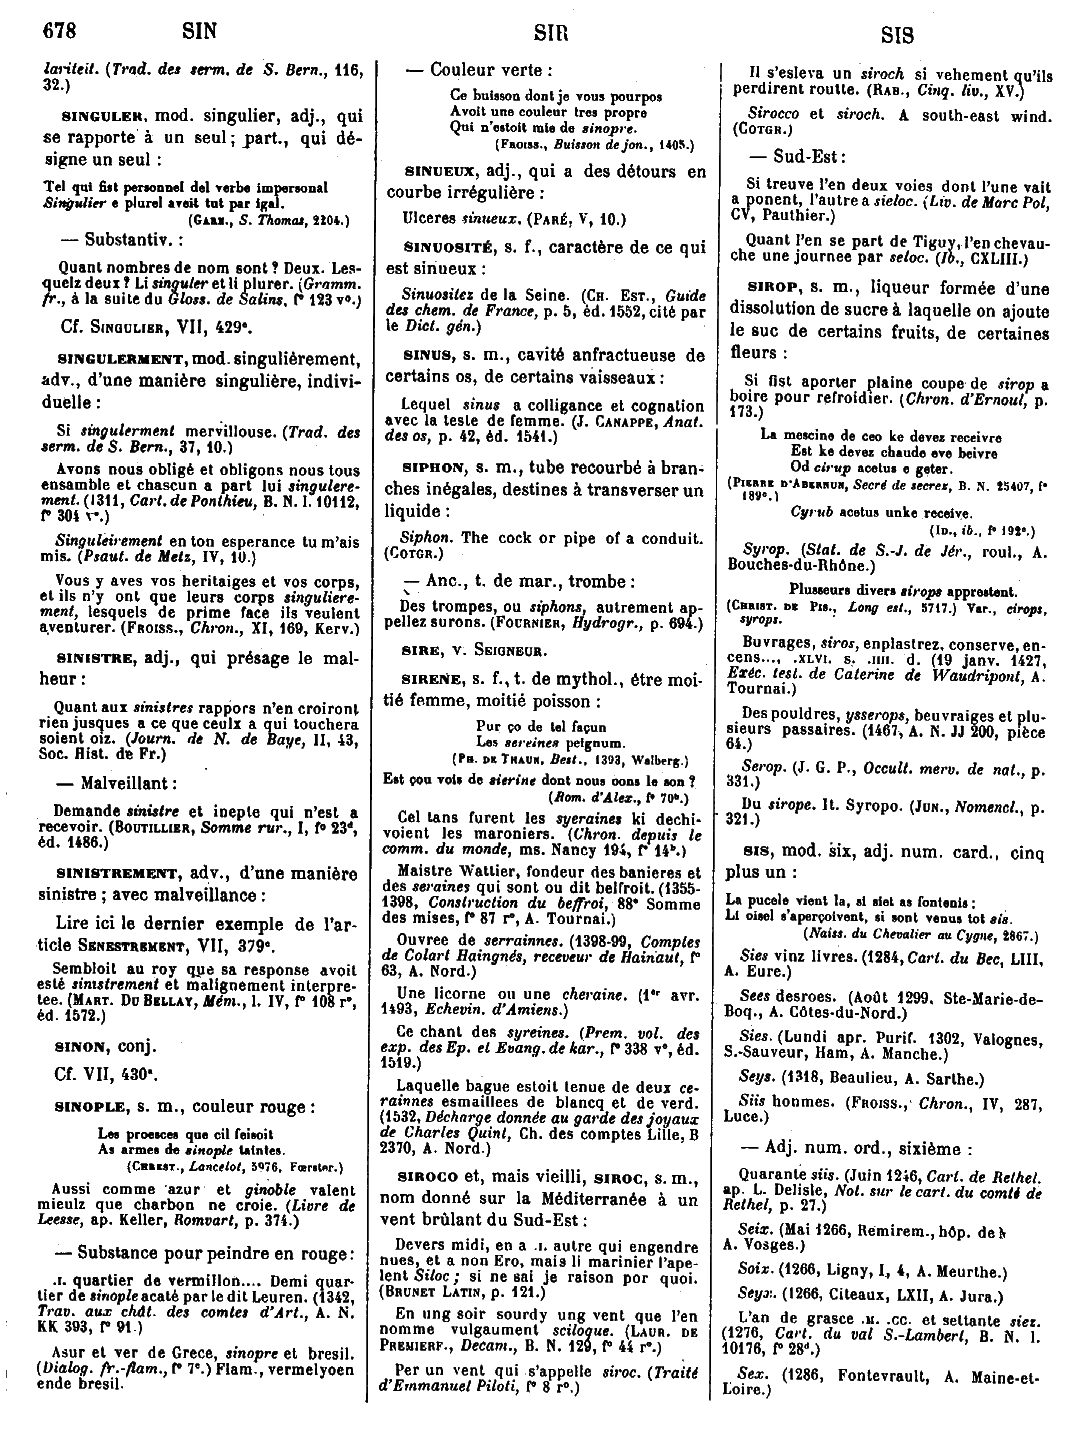 678 SIN SIR SIS
lariteit. (Trad. des serm. de S. Bern., 116,
32.)
SINGULER, mod. singulier, adj., qui
se rapporte à un seul; part., qui dé-
signe un seul :
Tel qui fist personnel del verbe impersonal
Singulier e plurel aveit tut par igal.
(GARN., S. Thomas, 2204.)
— Substantiv. :
Quant nombres de nom sont ? Deux. Les-
quelz deux ? Li singuler et li plurer. (Gramm.
fr., à la suite du Gloss. de Salins, f° 123 v°.)
Cf. SINGULIER, VII, 429ª.
SINGULERMENT, mod. singulièrement,
adv., d'une manière singulière, indivi-
duelle :
Si singulerment mervillouse. (Trad. des
serm. de S. Bern., 37, 10.)
Avons nous obligé et obligons nous tous
ensamble et chascun a part lui singulere-
ment. (1311, Cart. de Ponthieu, B. N. l. 10112,
f° 301 v°.)
Singuleirement en ton esperance tu m'ais
mis. (Psaut. de Metz, IV, 10.)
Vous y aves vos heritaiges et vos corps,
et ils n'y ont que leurs corps singuliere-
ment, lesquels de prime face ils veulent
aventurer. (FROISS., Chron., XI, 169, Kerv.)
SINISTRE, adj., qui présage le mal-
heur :
Quant aux sinistres rappors n'en croiront
rien jusques a ce que ceulx a qui touchera
soient oiz. (Journ. de N. de Baye, II, 43,
Soc. Hist. de Fr.)
— Malveillant :
Demande sinistre et inepte qui n'est a
recevoir. (BOUTILLIER, Somme rur., I, f° 23ᵈ,
éd. 1486.)
SINISTREMENT, adv., d'une manière
sinistre ; avec malveillance :
Lire ici le dernier exemple de l'ar-
ticle SENESTREMENT, VII, 379ª.
Sembloit au roy que sa response avoit
esté sinistrement et malignement interpre-
tee. (MART. DU BELLAY, Mém., l. IV, f° 108 r°,
éd. 1572.)
SINON, conj.
Cf. VII, 430ª.
SINOPLE, s. m., couleur rouge :
Les proesces que cil feisoit
As armes de sinople taintes.
(CHREST., Lancelot, 5976, Fœrster.)
Aussi comme azur et ginoble valent
mieulz que charbon ne croie. (Livre de
Leesse, ap. Keller, Romvart, p. 374.)
— Substance pour peindre en rouge :
.I. quartier de vermillon.... Demi quar-
tier de sinople acaté par le dit Leuren. (1342,
Trav. aux chât. des comtes d'Art., A. N.
KK 393, f° 91.)
Asur et ver de Grece, sinopre et bresil.
(Dialog. fr.-flam., f° 7ᶜ.) Flam., vermelyoen
ende bresil.
— Couleur verte :
Ce buisson dont je vous pourpos
Avoit une couleur tres propre
Qui n'estoit mie de sinopre.
(FROISS., Buisson de jon., 1405.)
SINUEUX, adj., qui a des détours en
courbe irrégulière :
Ulceres sinueux. (PARÉ, V, 10.)
SINUOSITÉ, s. f., caractère de ce qui
est sinueux :
Sinuositez de la Seine. (CH. EST., Guide
des chem. de France, p. 5, éd. 1552, cité par
le Dict. gén.)
SINUS, s. m., cavité anfractueuse de
certains os, de certains vaisseaux :
Lequel sinus a colligance et cognation
avec la teste de femme. (J. CANAPPE, Anat.
des os, p. 42, éd. 1541.)
SIPHON, s. m., tube recourbé à bran-
ches inégales, destines à transverser un
liquide :
Siphon. The cock or pipe of a conduit.
(COTGR.)
— Anc., t. de mar., trombe :
Des trompes, ou siphons, autrement ap-
pellez surons. (FOURNIER, Hydrogr., p. 694.)
SIRE, v. SEIGNEUR.
SIRENE, s. f., t. de mythol., être moi-
tié femme, moitié poisson :
Pur ço de tel façun
Les sereines peignum.
(PH. DE THAUN, Best., 1393, Walberg.)
Est çou vois de sierine dont nous oons le son ?
(Rom. d'Alex., f° 70ᵇ.)
Cel tans furent les syeraines ki dechi-
voient les maroniers. (Chron. depuis le
comm. du monde, ms. Nancy 194, f° 14ᵇ.)
Maistre Wattier, fondeur des banieres et
des seraines qui sont ou dit belfroit. (1355-
1398, Construction du beffroi, 88ᵉ Somme
des mises, f° 87 r°, A. Tournai.)
Ouvree de serrainnes. (1398-99, Comptes
de Colart Haingnés, receveur de Hainaut, f°
63, A. Nord.)
Une licorne ou une cheraine. (1ᵉʳ avr.
1493, Echevin. d'Amiens.)
Ce chant des syreines. (Prem. vol. des
exp. des Ep. et Euang. de kar., f° 338 v°, éd.
1519.)
Laquelle bague estoit tenue de deux ce-
rainnes esmaillees de blancq et de verd.
(1532, Décharge donnée au garde des joyaux
de Charles Quint, Ch. des comptes Lille, B
2370, A. Nord.)
SIROCO et, mais vieilli, SIROC, s. m.,
nom donné sur la Méditerranée à un
vent brûlant du Sud-Est :
Devers midi, en a .I. autre qui engendre
nues, et a non Ero, mais li marinier l'ape-
lent Siloc ; si ne sai je raison por quoi.
(BRUNET LATIN, p. 121.)
En ung soir sourdy ung vent que l'en
nomme vulgaument sciloque. (LAUR. DE
PREMIERF., Decam., B. N. 129, f° 44 r°.)
Per un vent qui s'appelle siroc. (Traité
d'Emmanuel Piloti, f° 8 r°.)
Il s'esleva un siroch si vehement qu'ils
perdirent routte. (RAB., Cinq. liv., XV.)
Sirocco et siroch. A south-east wind.
(COTGR.)
— Sud-Est :
Si treuve l'en deux voies dont l'une vait
a ponent, l'autre a sieloc. (Liv. de Marc Pol,
CV, Pauthier.)
Quant l'en se part de Tiguy, l'en chevau-
che une journee par seloc. (Ib., CXLIII.)
SIROP, s. m., liqueur formée d'une
dissolution de sucre à laquelle on ajoute
le suc de certains fruits, de certaines
fleurs :
Si fist aporter plaine coupe de sirop a
boire pour refroidier. (Chron. d'Ernoul, p.
173.)
La mescine de ceo ke devez receivre
Est ke devez chaude eve beivre
Od cirup acetus e geter.
(PIERRE D'ABERNUN, Secré de secrez, B. N. 25407, f°
189ᵃ.)
Cyrub acetus unke receive.
(ID., ib., f° 192ᵃ.)
Syrop. (Stat. de S.-J. de Jér., roul., A.
Bouches-du-Rhône.)
Plusseurs divers sirops apprestent.
(CHRIST. DE PIS., Long est., 5717.) Var., cirops,
syrops.
Buvrages, siros, enplastrez, conserve, en-
cens..., .XLVI. s. .IIII. d. (19 janv. 1427,
Exéc. test. de Caterine de Waudripont, A.
Tournai.)
Des pouldres, ysserops, beuvraiges et plu-
sieurs passaires. (1467, A. N. JJ 200, pièce
64.)
Serop. (J. G. P., Occult. merv. de nat., p.
331.)
Du sirope. It. Syropo. (JUN., Nomencl., p.
321.)
SIS, mod. six, adj. num. card., cinq
plus un :
La pucele vient la, si siet as fontenis :
Li oisel s'aperçoivent, si sont venus tot sis.
(Naiss. du Chevalier au Cygne, 2867.)
Sies vinz livres. (1284, Cart. du Bec, LIII,
A. Eure.)
Sees desroes. (Août 1299, Ste-Marie-de-
Boq., A. Côtes-du-Nord.)
Sies. (Lundi apr. Purif. 1302, Valognes,
S.-Sauveur, Ham, A. Manche.)
Seys. (1318, Beaulieu, A. Sarthe.)
Siis honmes. (FROISS., Chron., IV, 287,
Luce.)
— Adj. num. ord., sixième :
Quarante siis. (Juin 1246, Cart. de Rethel.
ap. L. Delisle, Not. sur le cart. du comté de
Rethel, p. 27.)
Seix. (Mai 1266, Remirem., hôp. de
A. Vosges.)
Soix. (1266, Ligny, I, 4, A. Meurthe.)
Seyx. (1266, Citeaux, LXII, A. Jura.)
L'an de grasce .M. .CC. et settante siez.
(1276, Cart. du val S.-Lambert, B. N. l.
10176, f° 28ᵈ.)
Sex. (1286, Fontevrault, A. Maine-et-
Loire.)